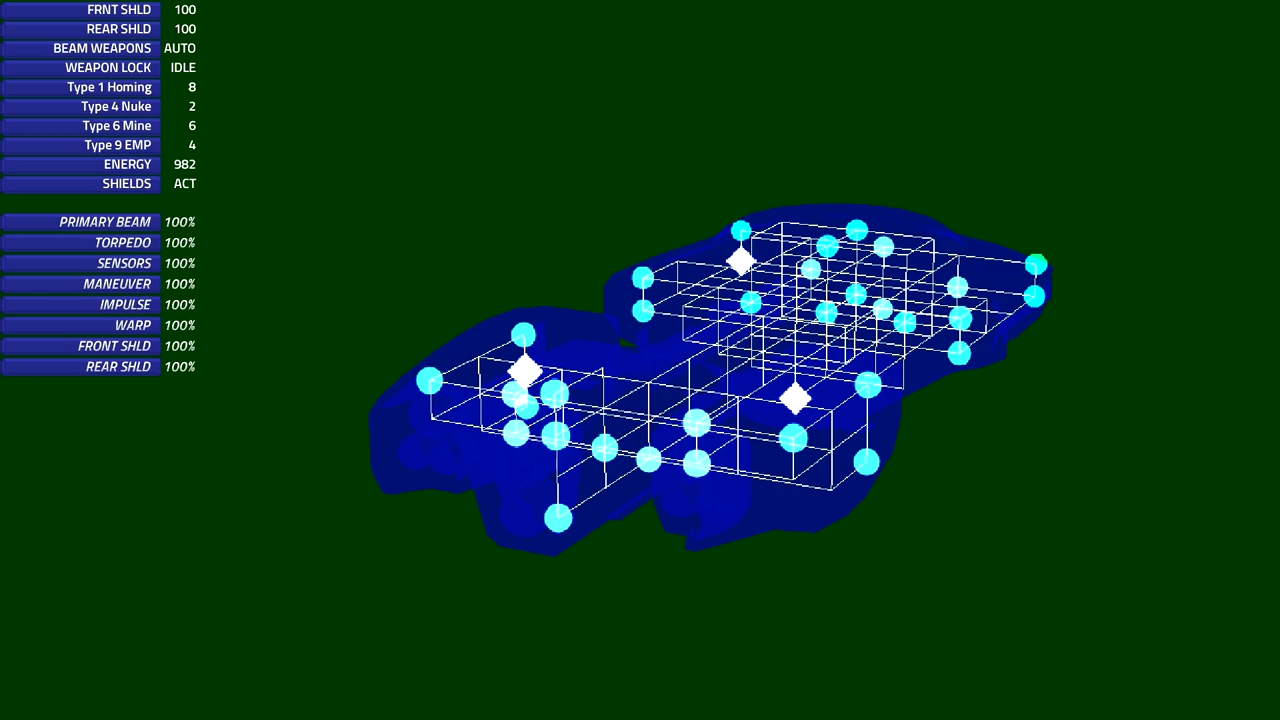 FRNT SHLD 100
REAR SHLD 100
BEAM WEAPONS AUTO
WEAPON LOCK IDLE
Type 1 Homing 8
Type 4 Nuke 2
Type 6 Mine 6
Type 9 EMP 4
ENERGY 982
SHIELDS ACT
PRIMARY BEAM 100%
TORPEDO 100%
SENSORS 100%
MANEUVER 100%
IMPULSE 100%
WARP 100%
FRONT SHLD 100%
REAR SHLD 100%